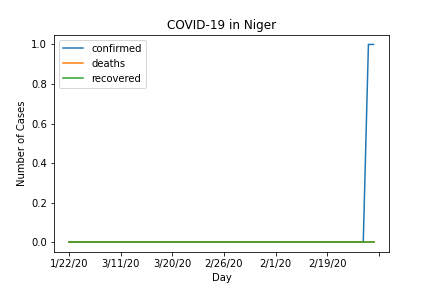 COVID-19 in Niger
confirmed
deaths
recovered
Number of Cases
1.0
0.8
0.6
0.4
0.2
0.0
1/22/20 3/11/20 3/20/20 2/26/20 2/1/20 2/19/20
Day